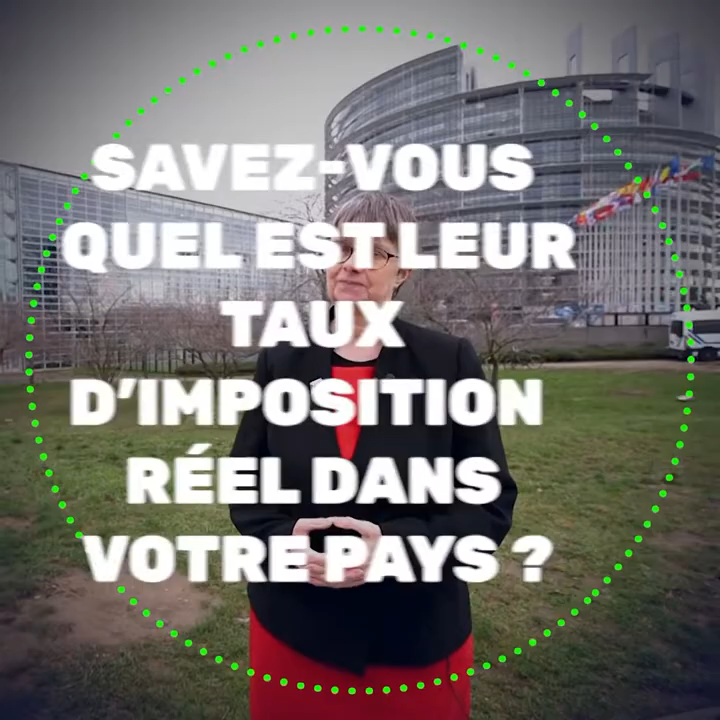 SAVEZ-VOUS
QUEL EST LEUR
TAUX
D'IMPOSITION
RÉEL DANS
VOTRE PAYS ?